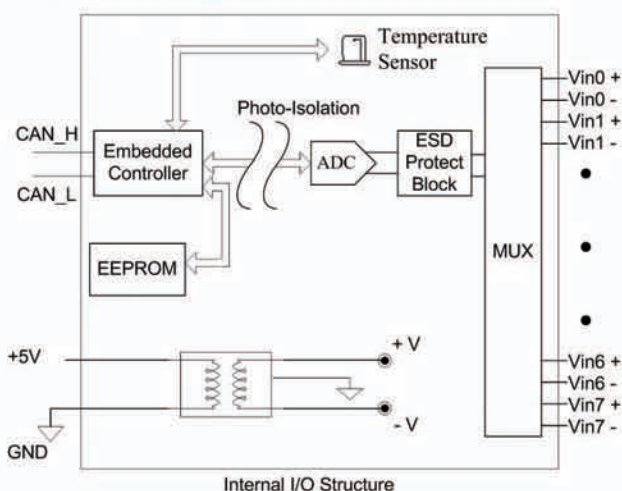 Temperature
Sensor
Photo-Isolation
CAN_H
CAN_L
Embedded
Controller
ADC
ESD
Protect
Block
MUX
EEPROM
Vin0 +
Vin0 -
Vin1 +
Vin1 -
Vin6 +
Vin6 -
Vin7 +
Vin7 -
+5V
GND
+ V
- V
Internal I/O Structure